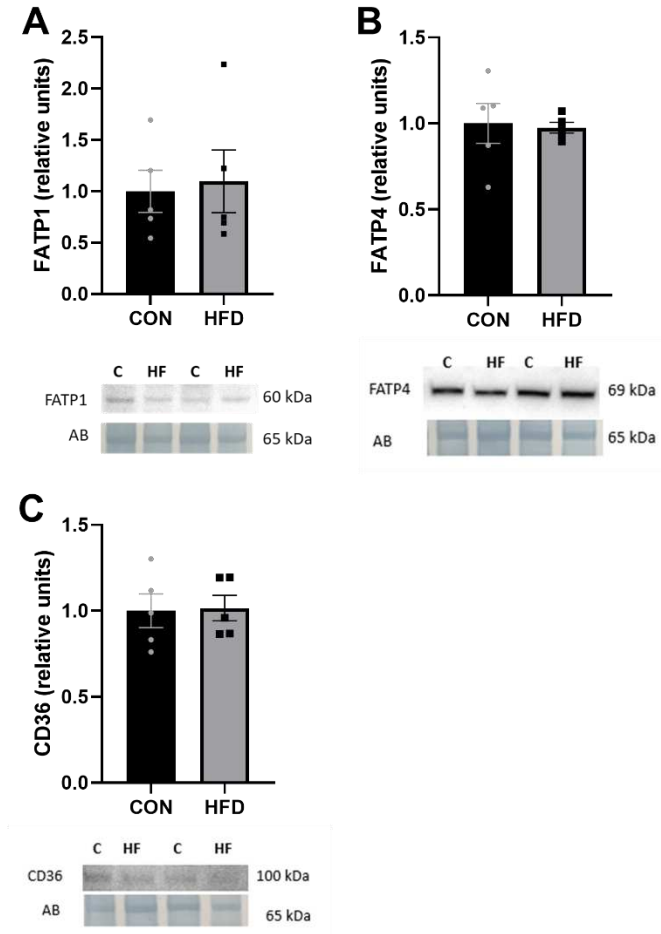 A
FATP1 (relative units)
2.5
2.0
1.5
1.0
0.5
0.0
CON HFD
C HF C HF
FATP1 60 kDa
AB 65 kDa
B
FATP4 (relative units)
1.5
1.0
0.5
0.0
CON HFD
C HF C HF
FATP4 69 kDa
AB 65 kDa
C
CD36 (relative units)
1.5
1.0
0.5
0.0
CON HFD
C HF C HF
CD36 100 kDa
AB 65 kDa